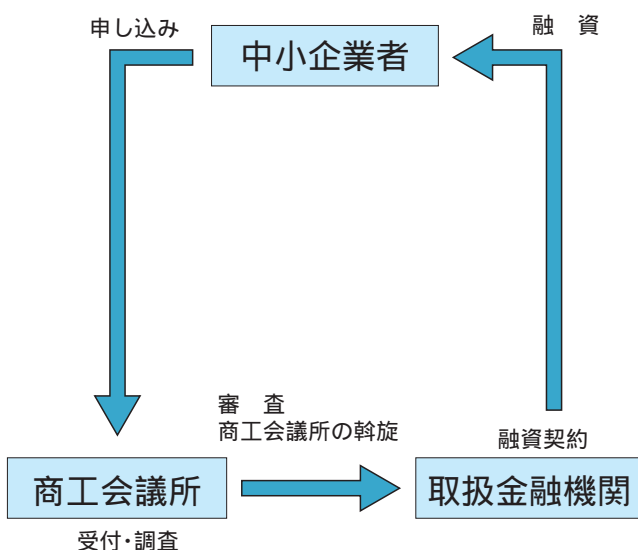 申し込み
融　資
中小企業者
審　査
商工会議所の斡旋
融資契約
商工会議所
取扱金融機関
受付・調査